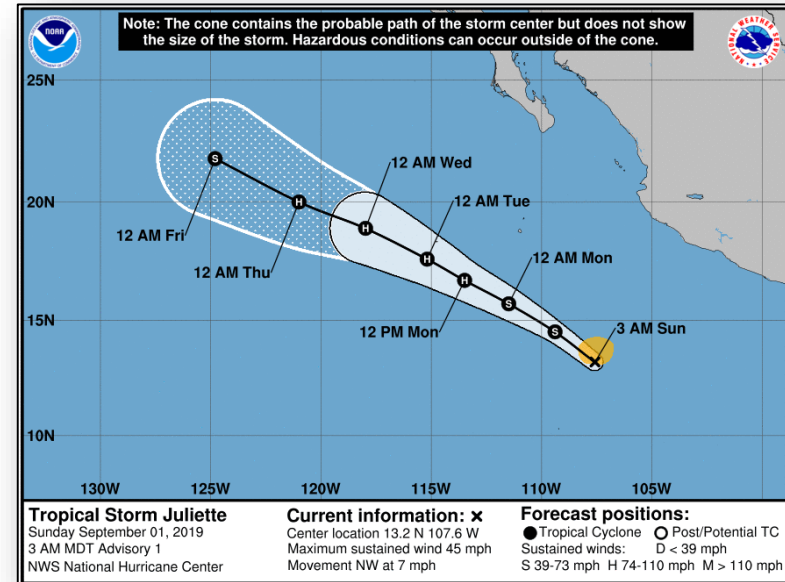 Note: The cone contains the probable path of the storm center but does not show
the size of the storm. Hazardous conditions can occur outside of the cone.
NOAA
NATIONAL WEATHER SERVICE
25N
20N
15N
10N
12 AM Wed
12 AM Tue
12 AM Fri
12 AM Thu
12 AM Mon
12 PM Mon
3 AM Sun
S
H
H
H
H
S
S
130W 125W 120W 115W 110W 105W
Tropical Storm Juliette
Sunday September 01, 2019
3 AM MDT Advisory 1
NWS National Hurricane Center
Current information: x
Center location 13.2 N 107.6 W
Maximum sustained wind 45 mph
Movement NW at 7 mph
Forecast positions:
Tropical Cyclone Post/Potential TC
Sustained winds: D < 39 mph
S 39-73 mph H 74-110 mph M > 110 mph